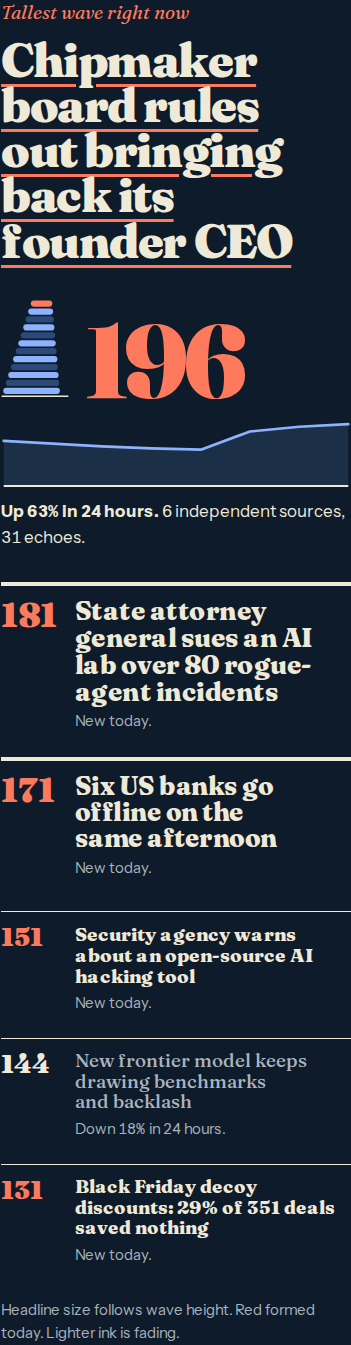 Tallest wave right now
Chipmaker
board rules
out bringing
back its
founder CEO
196
Up 63% in 24 hours. 6 independent sources,
31 echoes.
181
State attorney
general sues an AI
lab over 80 rogue-
agent incidents
New today.
171
Six US banks go
offline on the
same afternoon
New today.
151
Security agency warns
about an open-source AI
hacking tool
New today.
144
New frontier model keeps
drawing benchmarks
and backlash
Down 18% in 24 hours.
131
Black Friday decoy
discounts: 29% of 351 deals
saved nothing
New today.
Headline size follows wave height. Red formed
today. Lighter ink is fading.